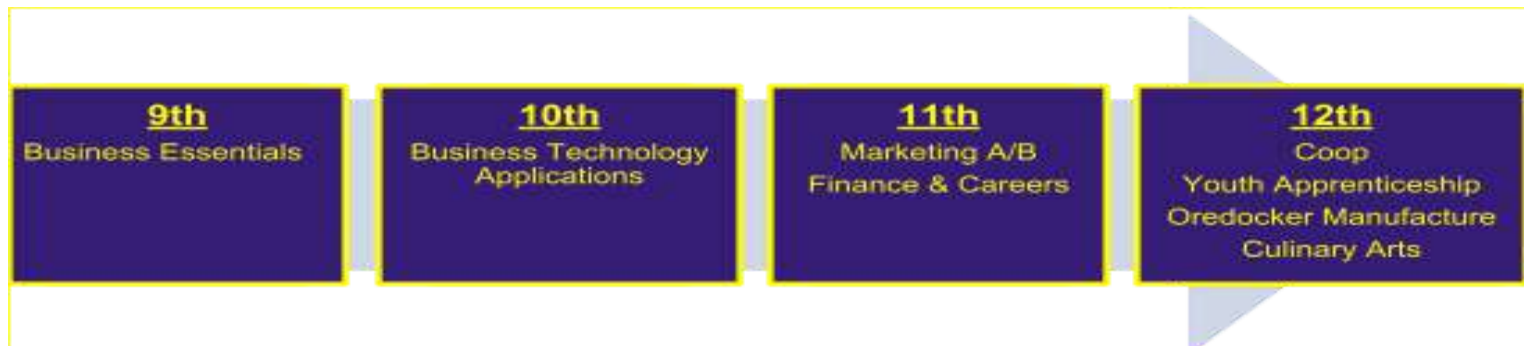 9th
Business Essentials
10th
Business Technology
Applications
11th
Marketing A/B
Finance & Careers
12th
Coop
Youth Apprenticeship
Oredocker Manufacture
Culinary Arts